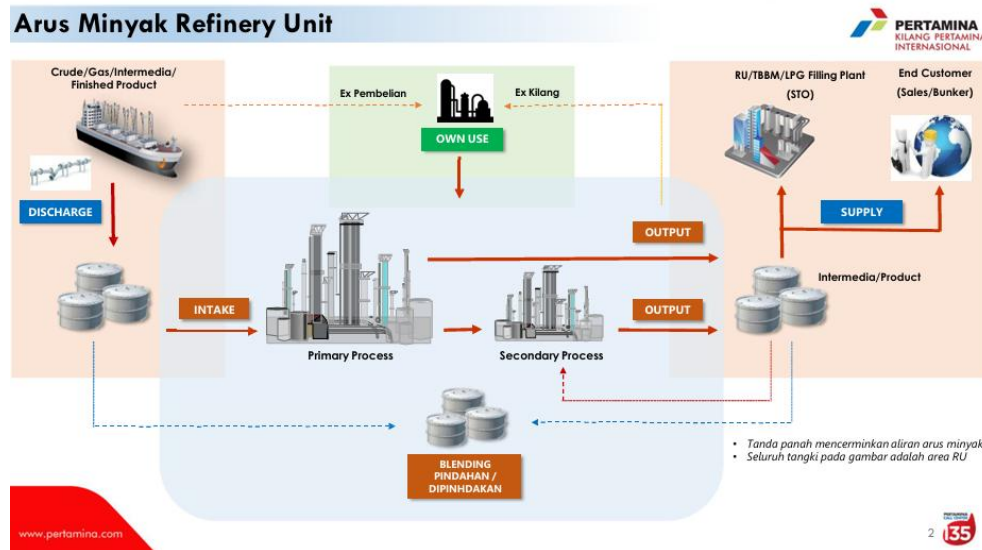 Arus Minyak Refinery Unit
PERTAMINA
KILANG PERTAMINA
INTERNASIONAL
Crude/Gas/Intermedia/
Finished Product
Ex Pembelian
Ex Kilang
OWN USE
RU/TBBM/LPG Filling Plant
(STO)
End Customer
(Sales/Bunker)
DISCHARGE
SUPPLY
OUTPUT
Intermedia/Product
INTAKE
OUTPUT
Primary Process
Secondary Process
BLENDING
PINDAHAN /
DIPINHDAKAN
• Tanda panah mencerminkan aliran arus minyak
• Seluruh tangki pada gambar adalah area RU
www.pertamina.com
2
PERTAMINA
CALL CENTER
135